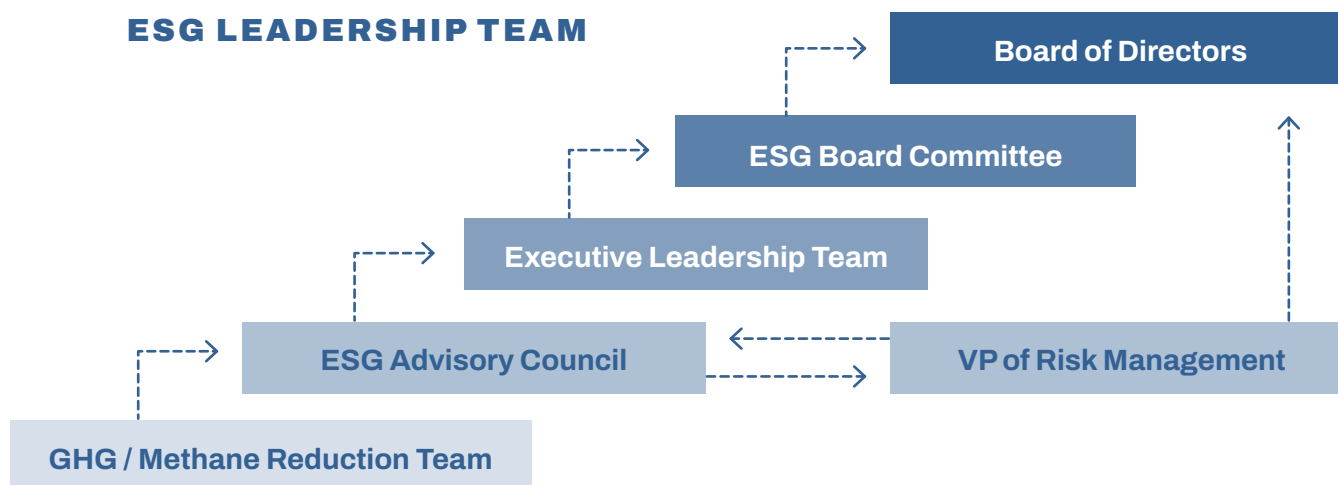 ESG LEADERSHIP TEAM
Board of Directors
ESG Board Committee
Executive Leadership Team
ESG Advisory Council
VP of Risk Management
GHG / Methane Reduction Team